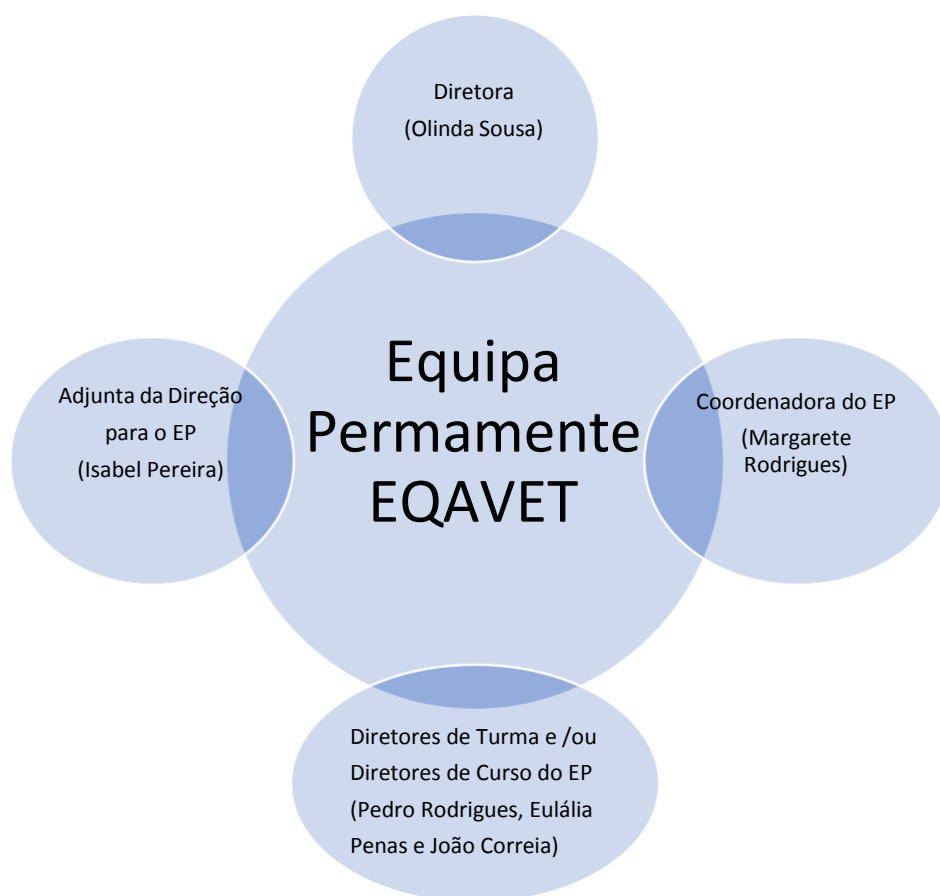 Diretora
(Olinda Sousa)
Equipa
Permamente
EQAVET
Adjunta da Direção
para o EP
(Isabel Pereira)
Coordenadora do EP
(Margarete
Rodrigues)
Diretores de Turma e /ou
Diretores de Curso do EP
(Pedro Rodrigues, Eulália
Penas e João Correia)